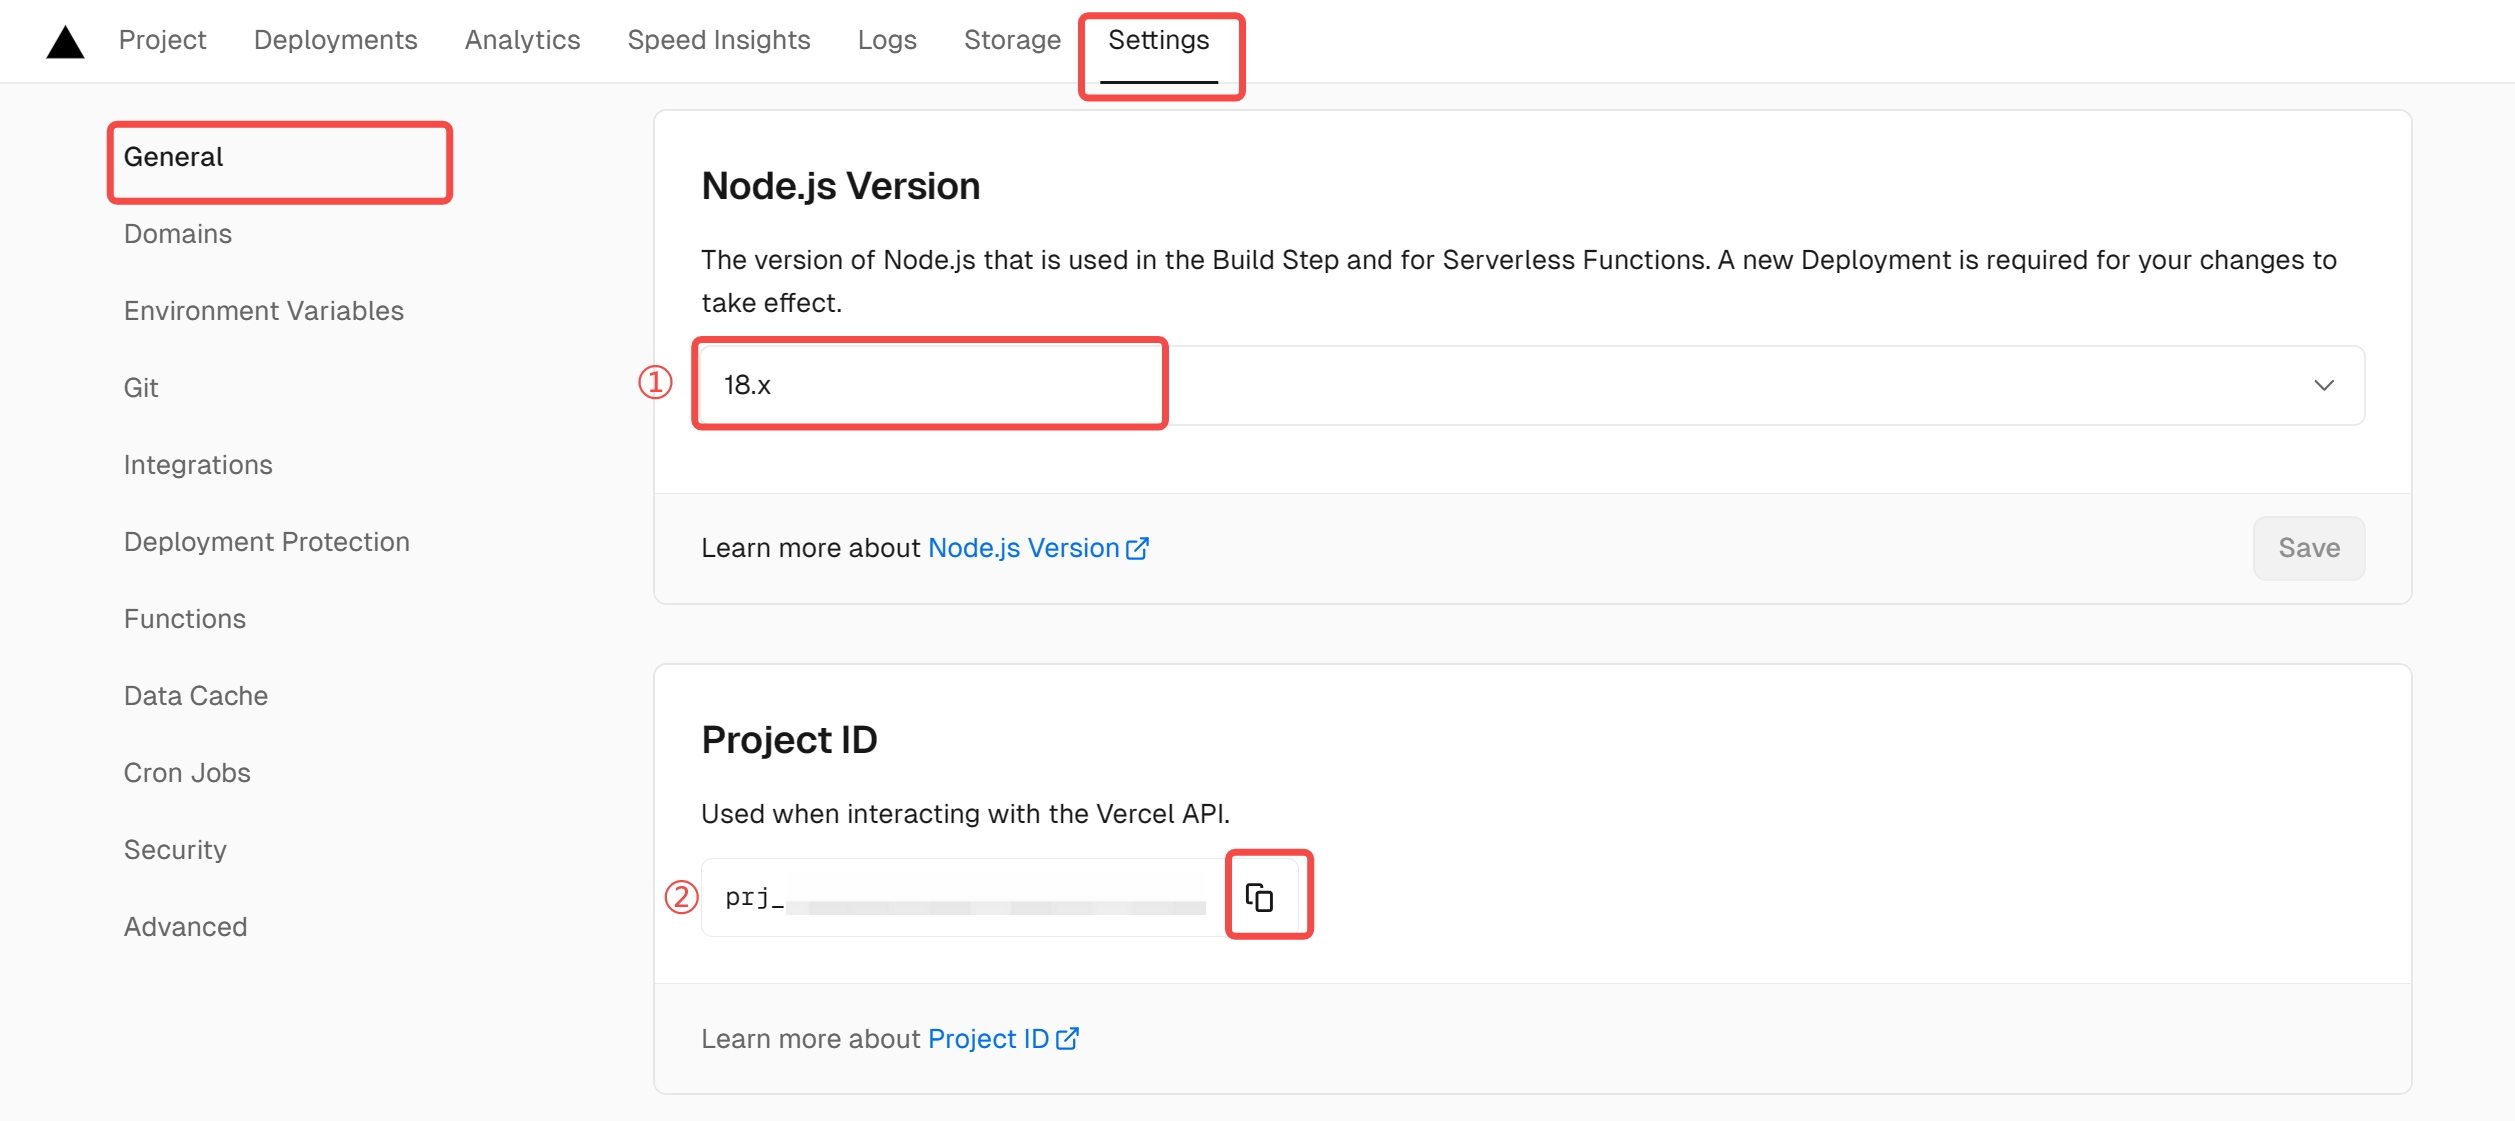 Project Deployments Analytics Speed Insights Logs Storage Settings
General
Domains
Environment Variables
Git
Integrations
Deployment Protection
Functions
Data Cache
Cron Jobs
Security
Advanced
Node.js Version
The version of Node.js that is used in the Build Step and for Serverless Functions. A new Deployment is required for your changes to
take effect.
① 18.x
Learn more about Node.js Version
Save
Project ID
Used when interacting with the Vercel API.
② prj_
Learn more about Project ID